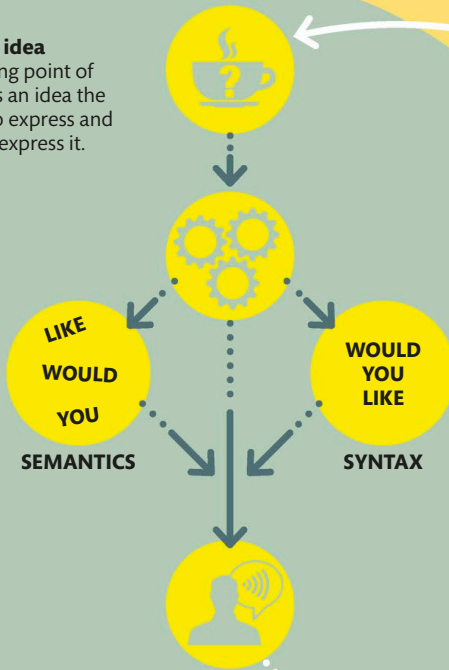 idea
ng point of
s an idea the
o express and
express it.
?
LIKE
WOULD
YOU
WOULD
YOU
LIKE
SEMANTICS
SYNTAX